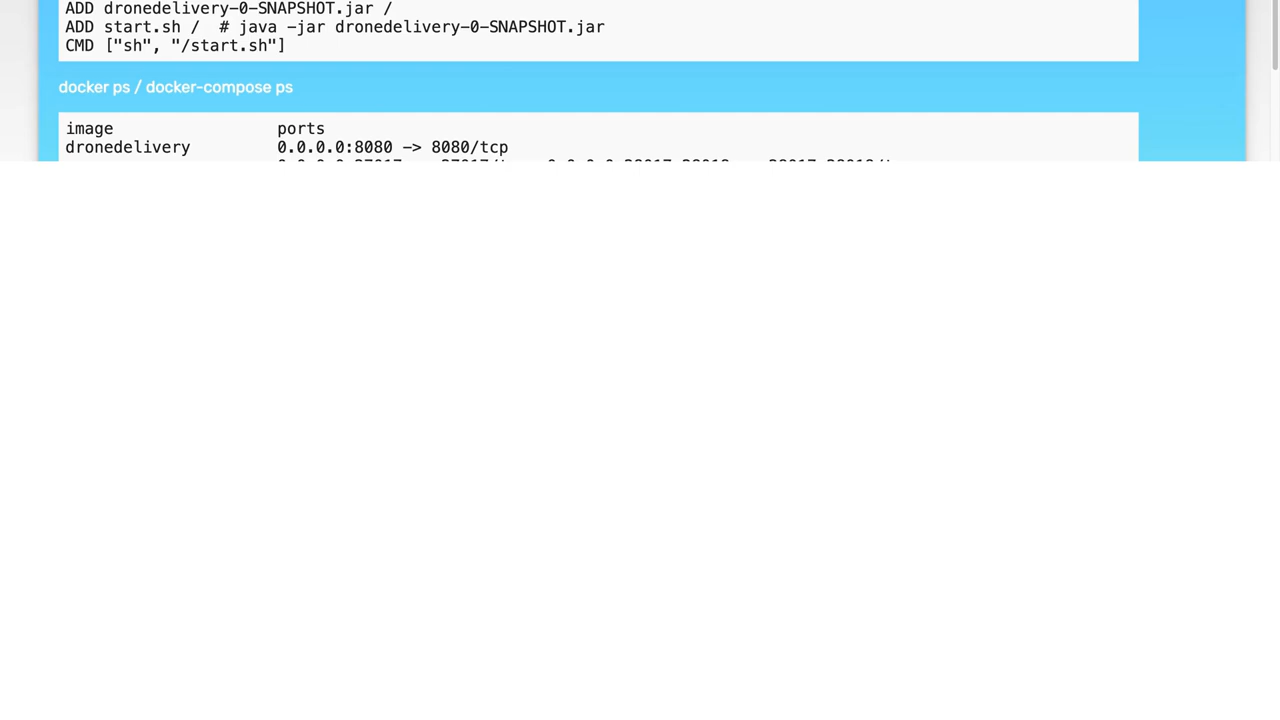 ADD dronedelivery-0-SNAPSHOT.jar /
ADD start.sh /  # java -jar dronedelivery-0-SNAPSHOT.jar
CMD ["sh", "/start.sh"]
docker ps / docker-compose ps
image ports
dronedelivery 0.0.0.0:8080 -> 8080/tcp